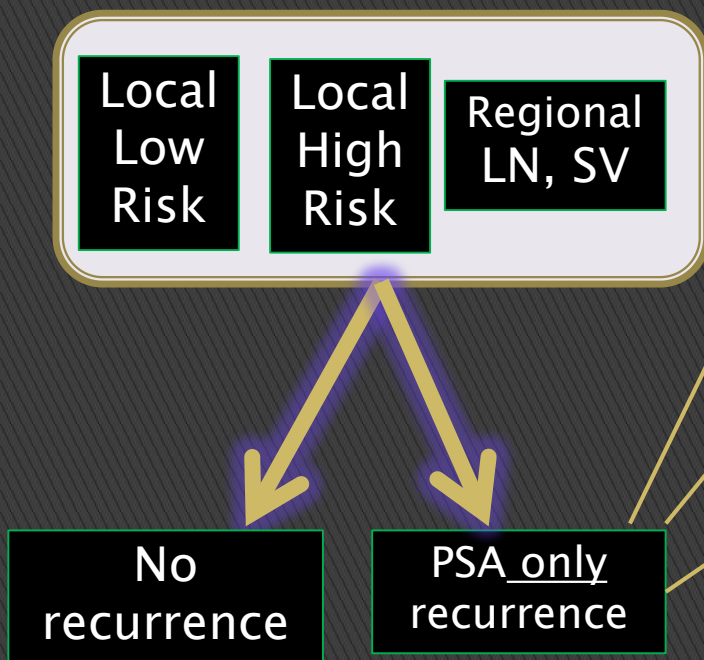 Local
Low
Risk
Local
High
Risk
Regional
LN, SV
No
recurrence
PSA only
recurrence